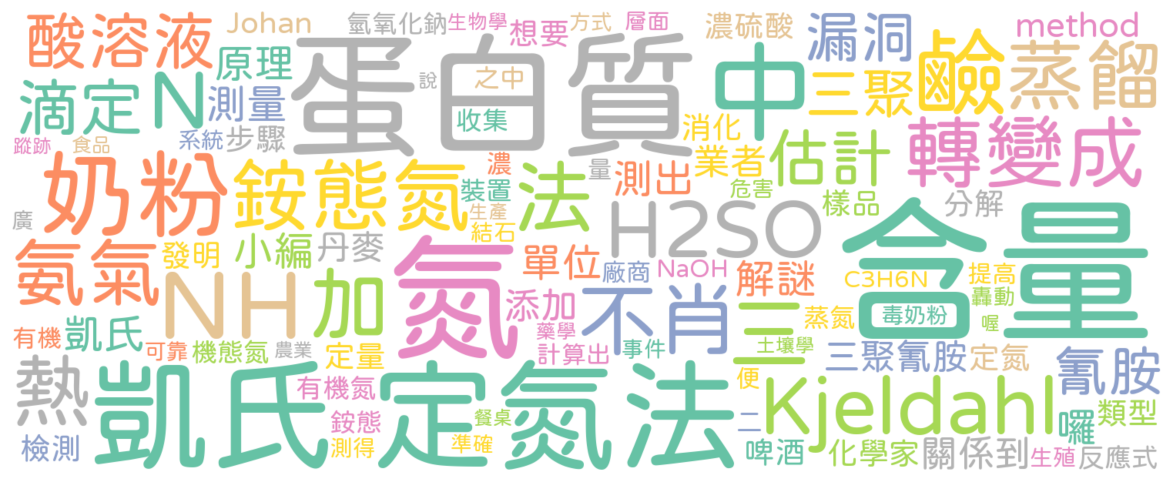 酸溶液
Johan
氫氧化鈉
生物學
想要
方式
層面
濃硫酸
漏洞
method
滴定
N
原理
測量
蛋白質
說
之中
收集
中
三聚
鹼
蒸餾
蹤跡
食品
系統
步驟
消化
業者
估計
轉變成
奶粉
銨態氮
濃
裝置
法
量
測出
危害
樣品
分解
廣
生產
結石
H2SO
含量
氨氣
發明
小編
丹麥
NH
加
氮
單位
廠商
NaOH
解謎
C3H6N
提高
轟動
添加
不肖
三
蒸氮
毒奶粉
喔
有機
凱氏
可靠
機態氮
農業
定量
藥學
計算出
事件
土壤學
三聚氰胺
定氮
氰胺
熱
凱氏定氮法
有機氮
便
Kjeldahl
類型
銨態
餐桌
二
囉
檢測
測得
準確
啤酒
化學家
關係到
生殖
反應式